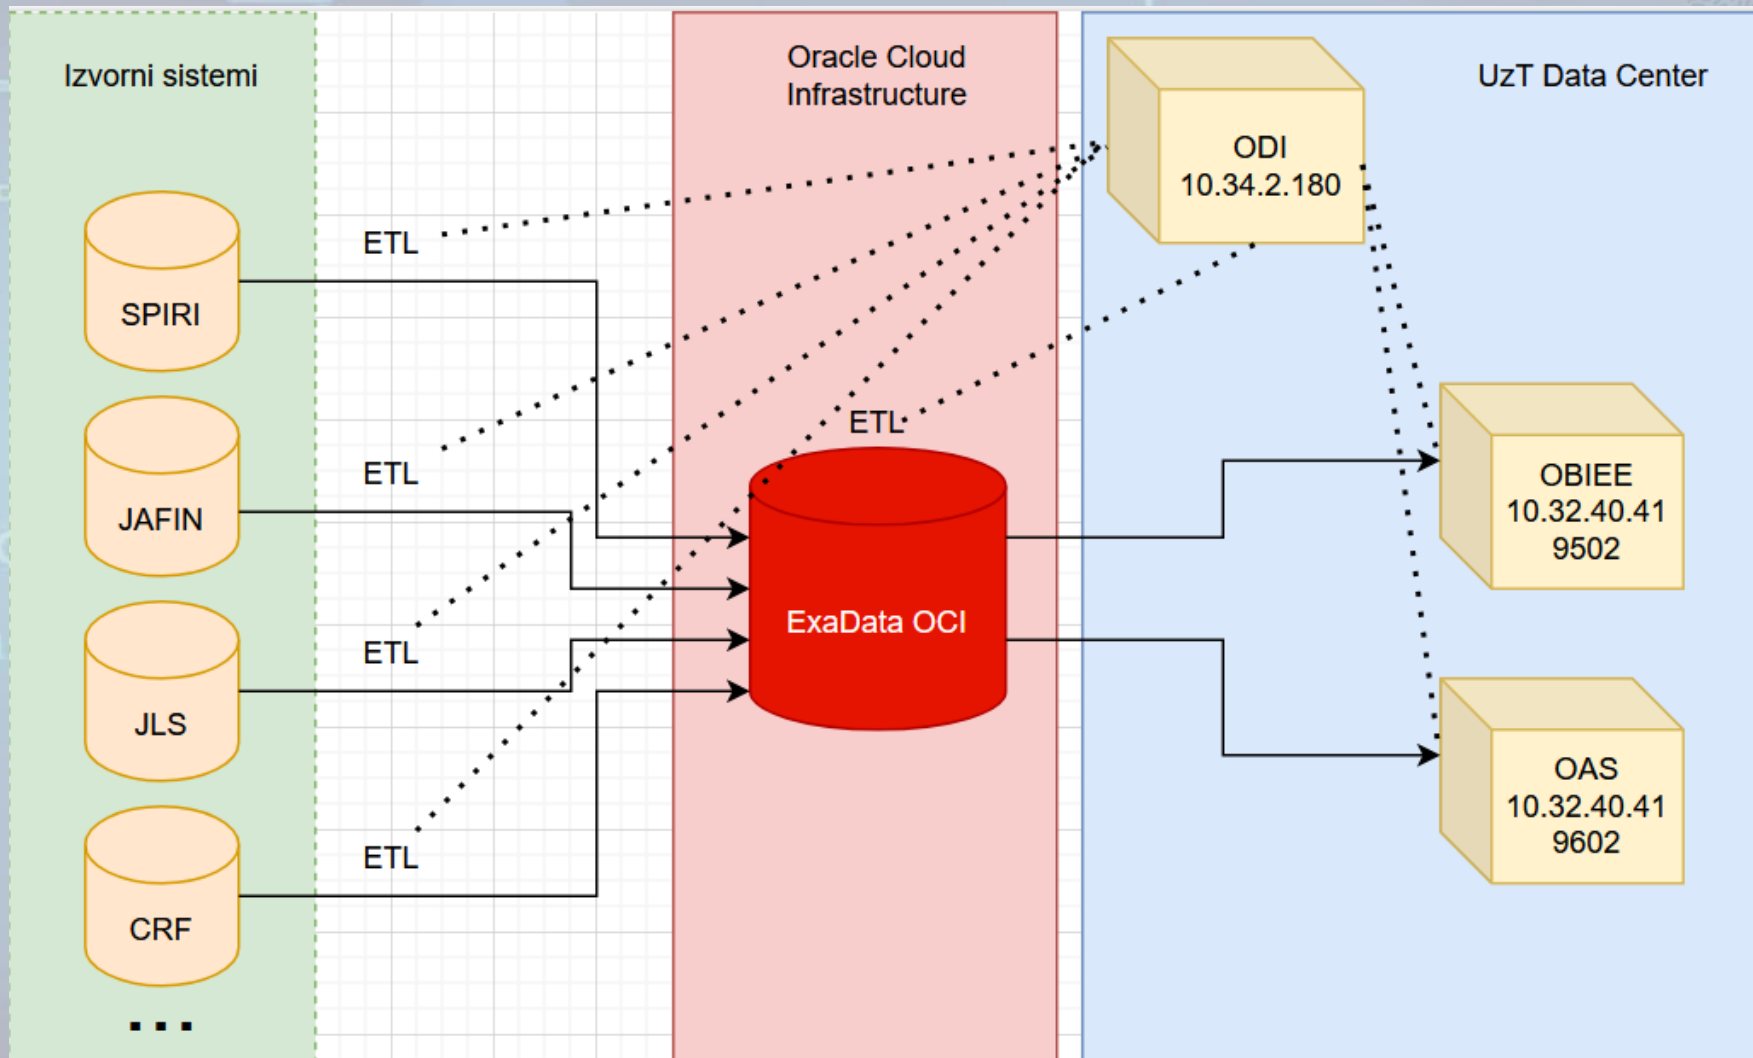 Izvorni sistemi
Oracle Cloud
Infrastructure
UzT Data Center
ODI
10.34.2.180
ETL
SPIRI
ETL
JAFIN
ETL
JLS
ETL
CRF
...
ETL
ExaData OCI
OBIEE
10.32.40.41
9502
OAS
10.32.40.41
9602